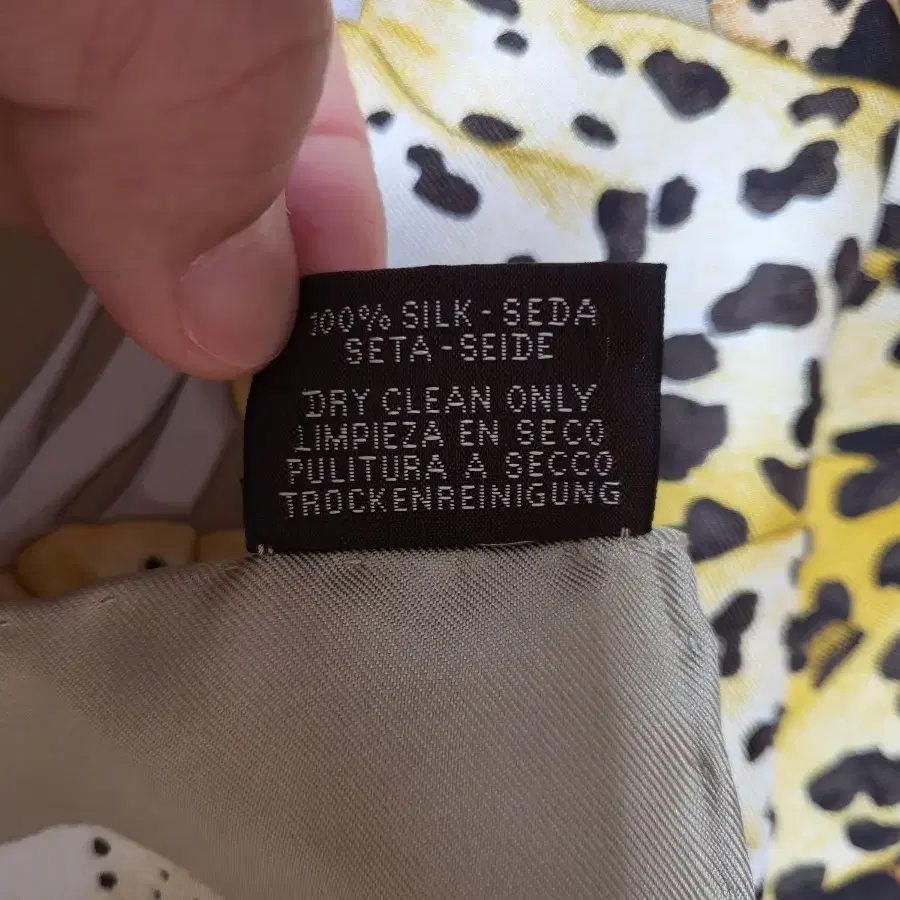 100% SILK - SEDA
SETA - SEIDE
DRY CLEAN ONLY
LIMPIEZA EN SECO
PULITURA A SECCO
TROCKENREINIGUNG